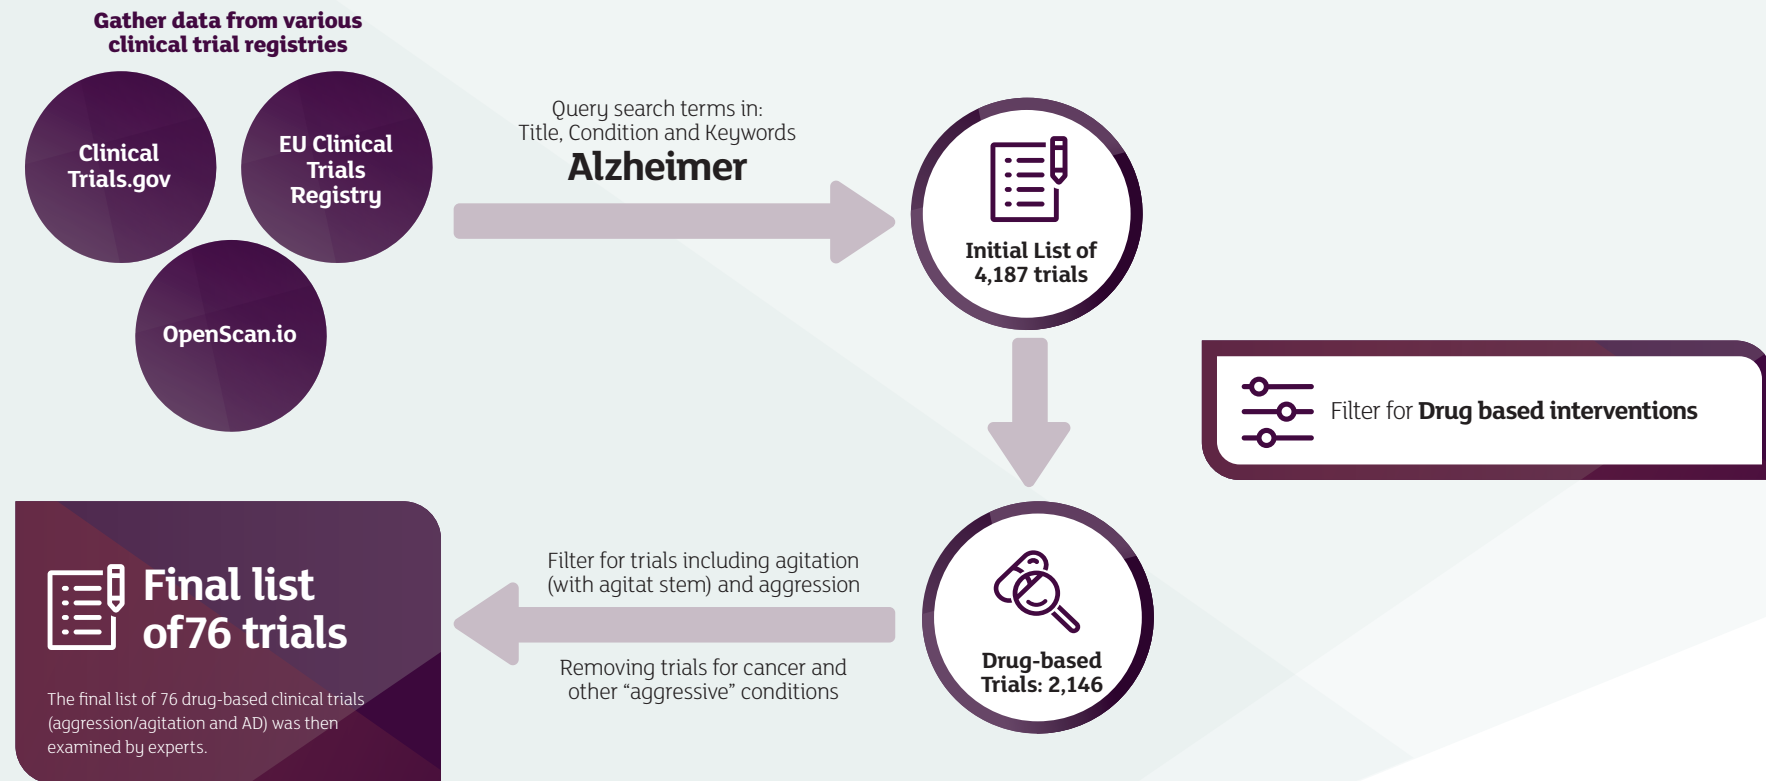 Gather data from various
clinical trial registries
Clinical
Trials.gov
EU Clinical
Trials
Registry
OpenScan.io
Query search terms in:
Title, Condition and Keywords
Alzheimer
Initial List of
4,187 trials
Filter for Drug based interventions
Drug-based
Trials: 2,146
Filter for trials including agitation
(with agitat stem) and aggression
Removing trials for cancer and
other “aggressive” conditions
Final list
of76 trials
The final list of 76 drug-based clinical trials
(aggression/agitation and AD) was then
examined by experts.